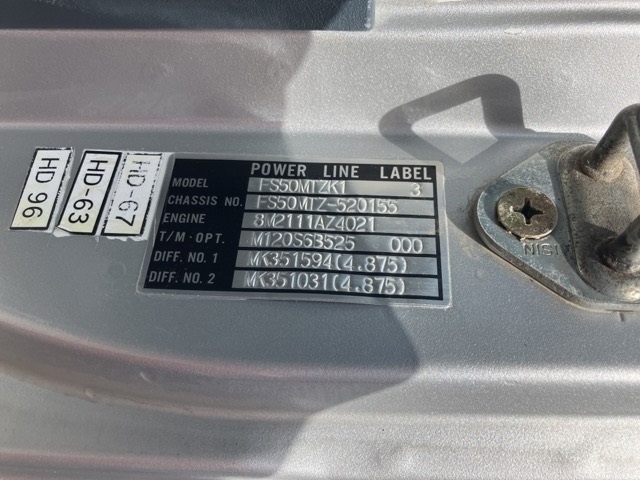 POWER LINE LABEL
MODEL FS50MTZK1 3
CHASSIS NO. FS50MTZ-520155
ENGINE 8M2111AZ4021
T/M·OPT. M120S6B525 000
DIFF. NO. 1 MK351594(4.875)
DIFF. NO. 2 MK351031(4.875)
HD 96
HD-63
HD-67